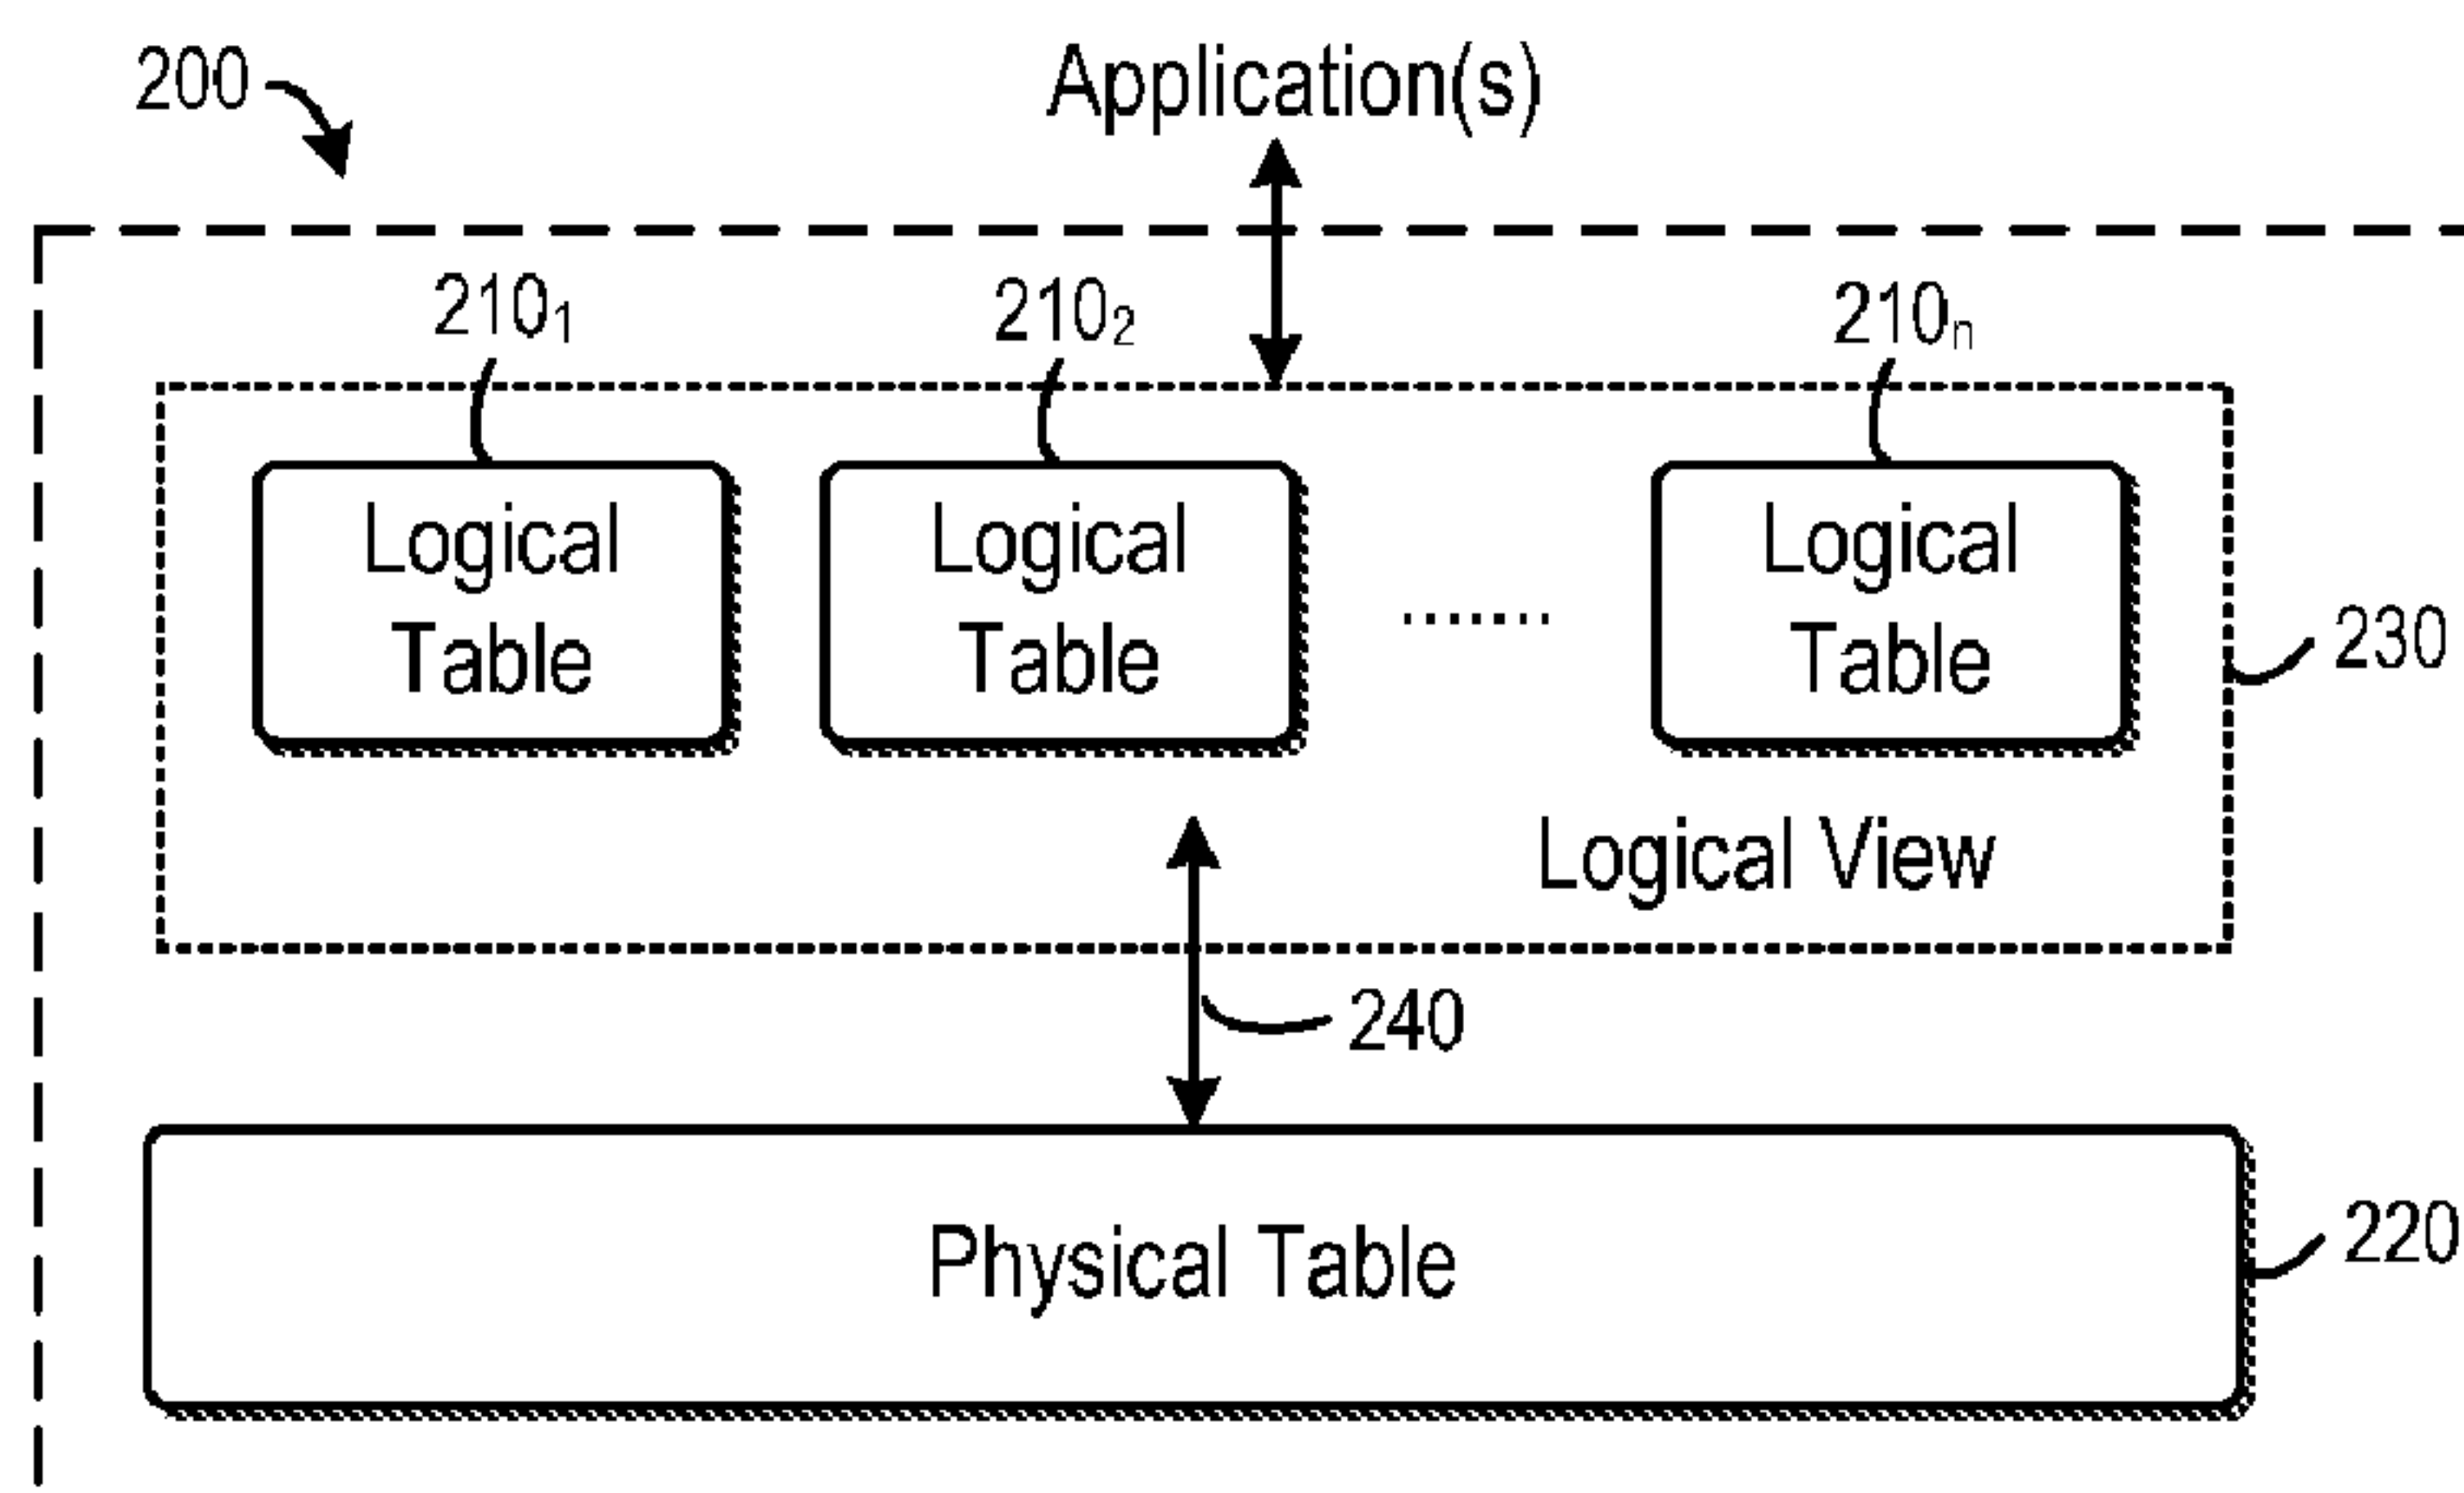 200
Application(s)
210₁
210₂
210ₙ
Logical
Table
Logical
Table
.......
Logical
Table
230
Logical View
240
Physical Table
220